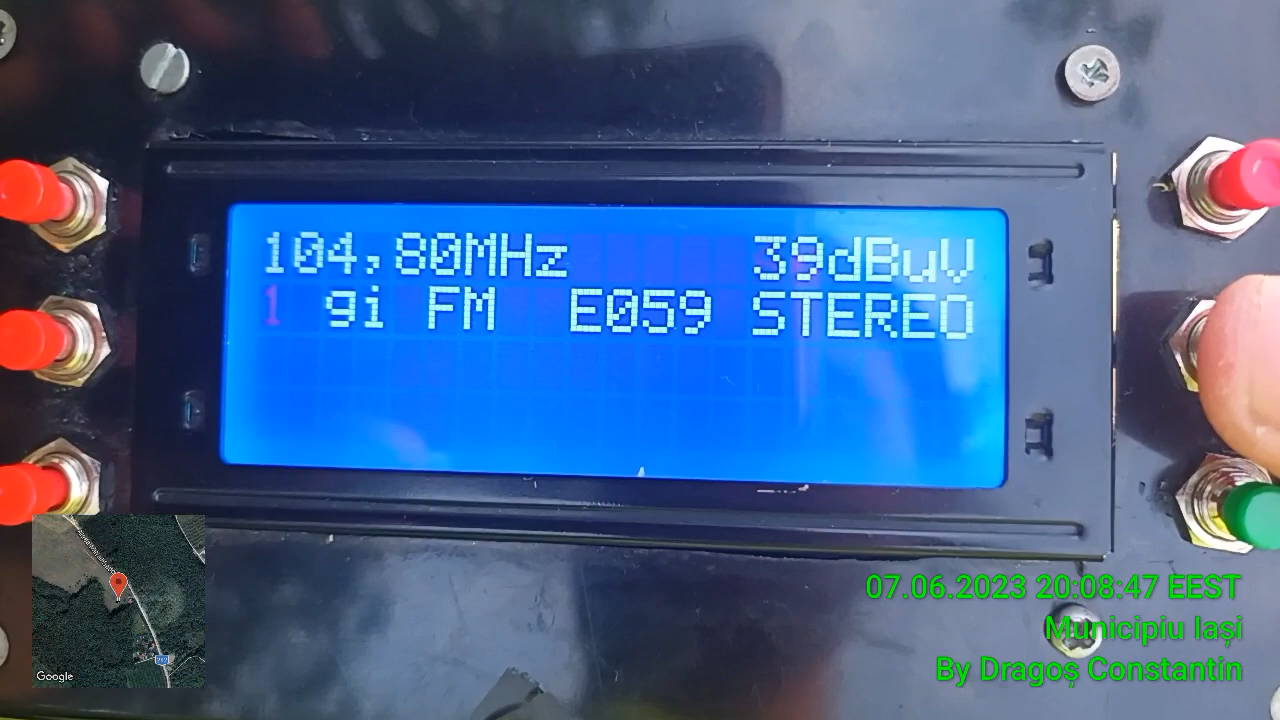 104,80MHz 39dBuV
1 gi FM E059 STEREO
07.06.2023 20:08:47 EEST
Municipiu Iași
By Dragoș Constantin
Google